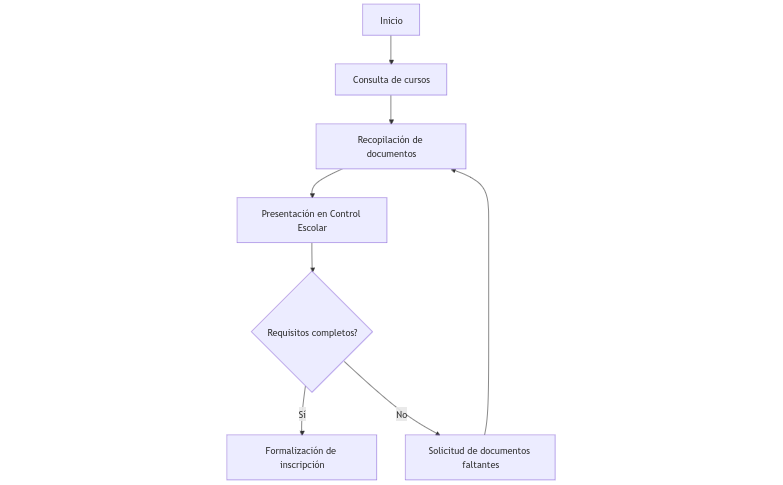 Inicio
Consulta de cursos
Recopilación de
documentos
Presentación en Control
Escolar
Requisitos completos?
Sí
No
Formalización de
inscripción
Solicitud de documentos
faltantes